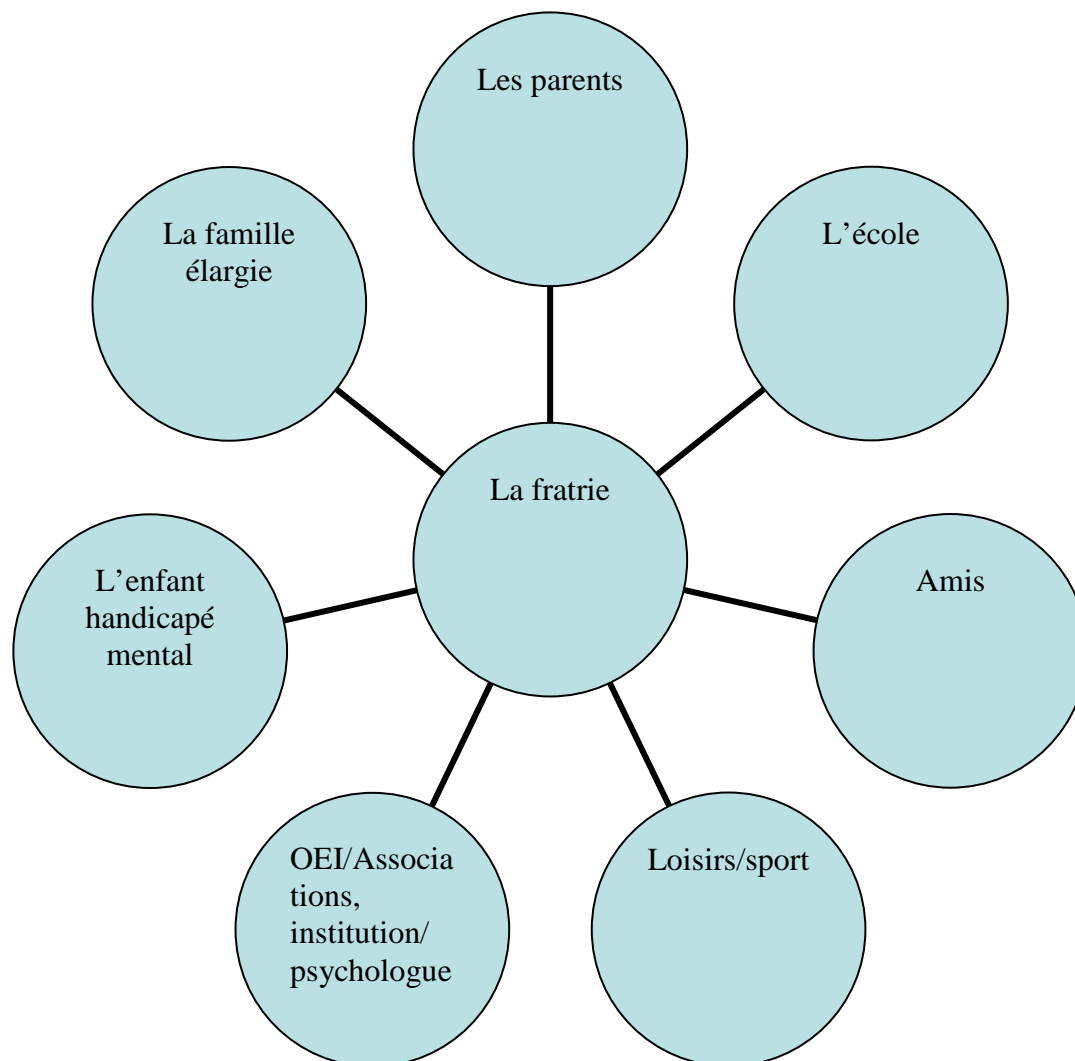 Les parents
La famille
élargie
L’école
La fratrie
L’enfant
handicapé
mental
Amis
OEI/Associa
tions,
institution/
psychologue
Loisirs/sport